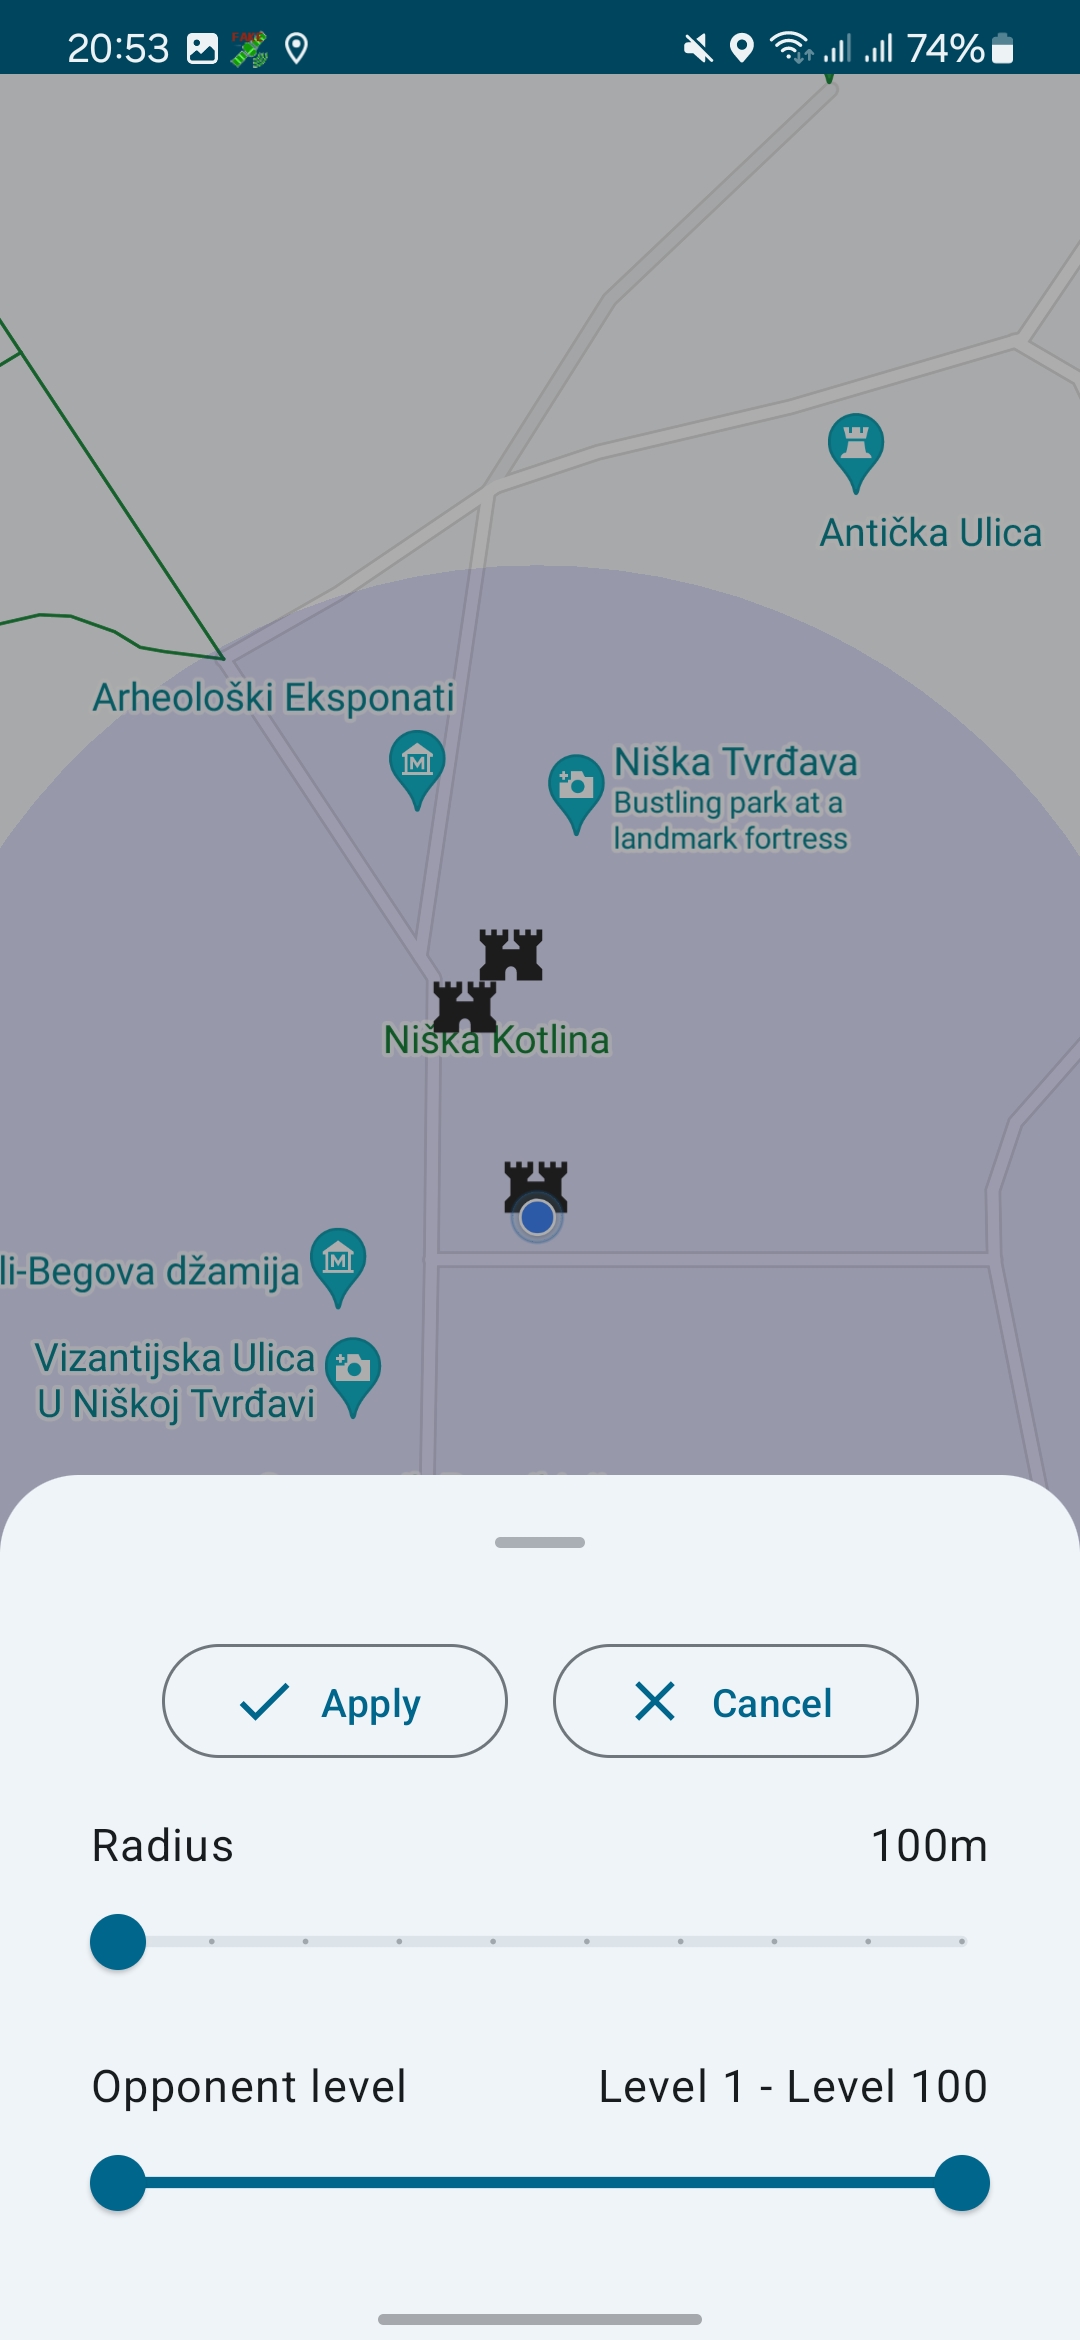 20:53
FAKE
74%
Antička Ulica
Arheološki Eksponati
Niška Tvrđava
Bustling park at a
landmark fortress
Niška Kotlina
li-Begova džamija
Vizantijska Ulica
U Niškoj Tvrđavi
Apply
Cancel
Radius
100m
Opponent level
Level 1 - Level 100